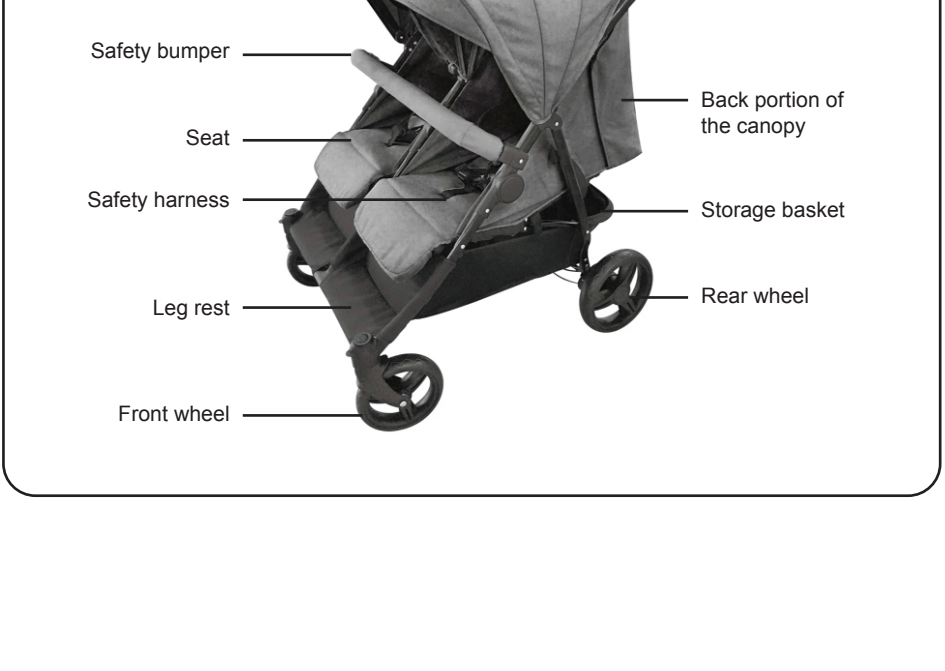 Safety bumper
Seat
Safety harness
Leg rest
Front wheel
Back portion of
the canopy
Storage basket
Rear wheel